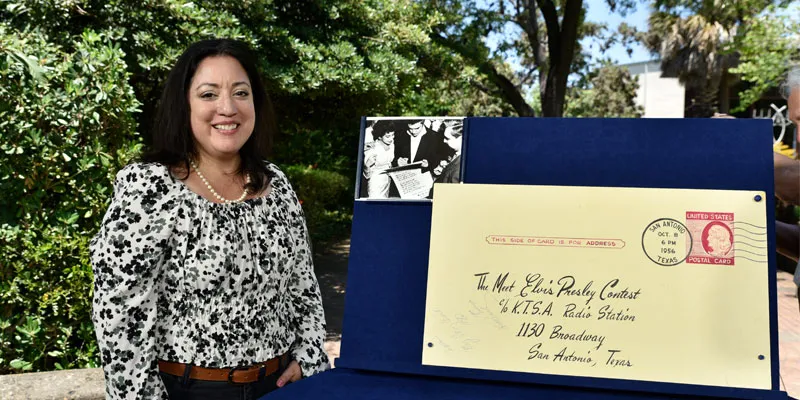 THIS SIDE OF CARD IS FOR ADDRESS
SAN ANTONIO
OCT. 8
6 PM
1956
TEXAS
UNITED STATES
POSTAL CARD
The Meet Elvis Presley Contest
c/o K.T.S.A. Radio Station
1130 Broadway
San Antonio, Texas